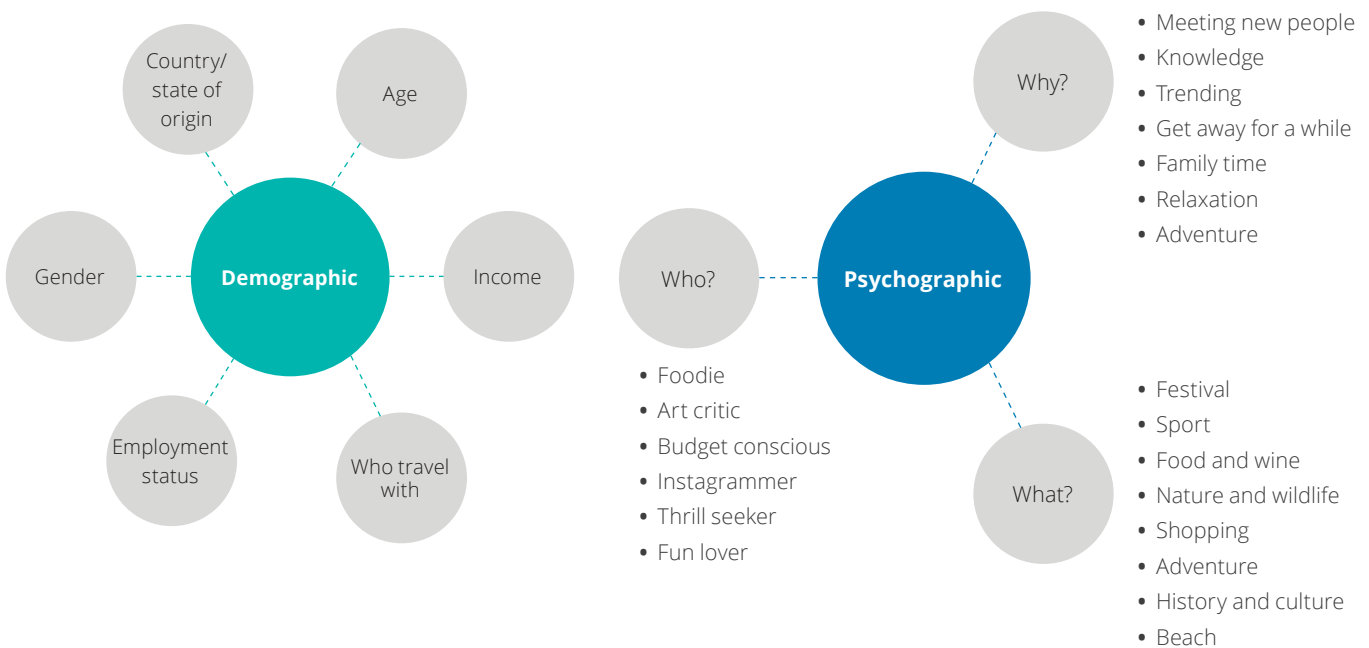 Country/
state of
origin
Age
Gender
Demographic
Income
Employment
status
Who travel
with
Why?
• Meeting new people
• Knowledge
• Trending
• Get away for a while
• Family time
• Relaxation
• Adventure
Who?
Psychographic
• Foodie
• Art critic
• Budget conscious
• Instagrammer
• Thrill seeker
• Fun lover
What?
• Festival
• Sport
• Food and wine
• Nature and wildlife
• Shopping
• Adventure
• History and culture
• Beach